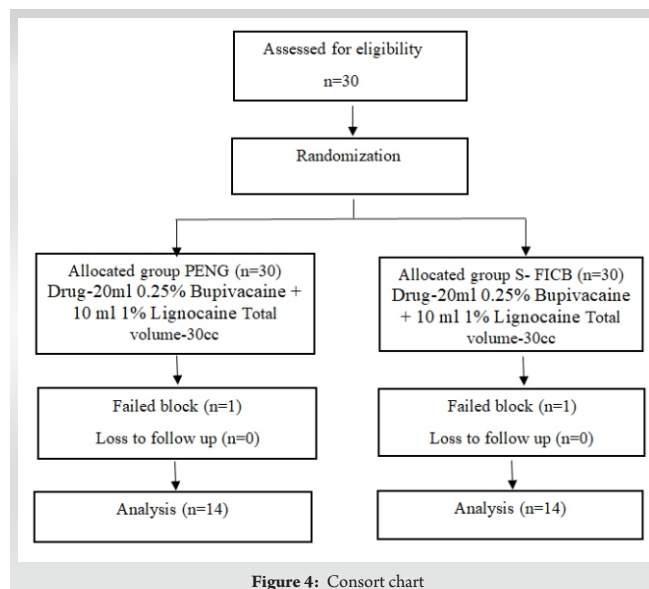 Assessed for eligibility
n=30
Randomization
Allocated group PENG (n=30)
Drug-20ml 0.25% Bupivacaine +
10 ml 1% Lignocaine Total
volume-30cc
Allocated group S- FICB (n=30)
Drug-20ml 0.25% Bupivacaine
+ 10 ml 1% Lignocaine Total
volume-30cc
Failed block (n=1)
Loss to follow up (n=0)
Failed block (n=1)
Loss to follow up (n=0)
Analysis (n=14)
Analysis (n=14)
Figure 4: Consort chart